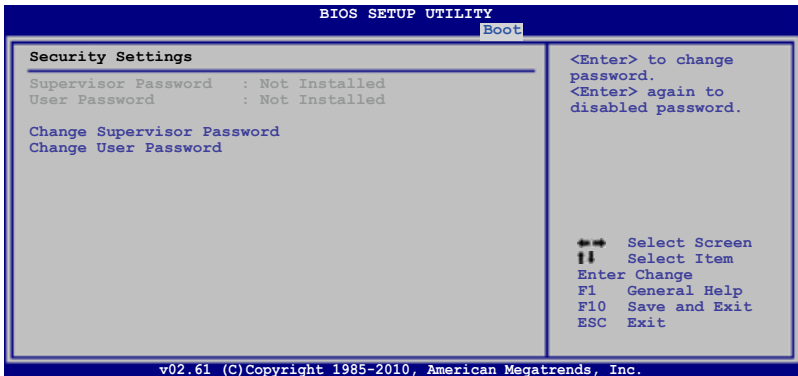 BIOS SETUP UTILITY
Boot
Security Settings
Supervisor Password : Not Installed
User Password : Not Installed
Change Supervisor Password
Change User Password
<Enter> to change
password.
<Enter> again to
disabled password.
Select Screen
Select Item
Enter Change
F1 General Help
F10 Save and Exit
ESC Exit
v02.61 (C)Copyright 1985-2010, American Megatrends, Inc.